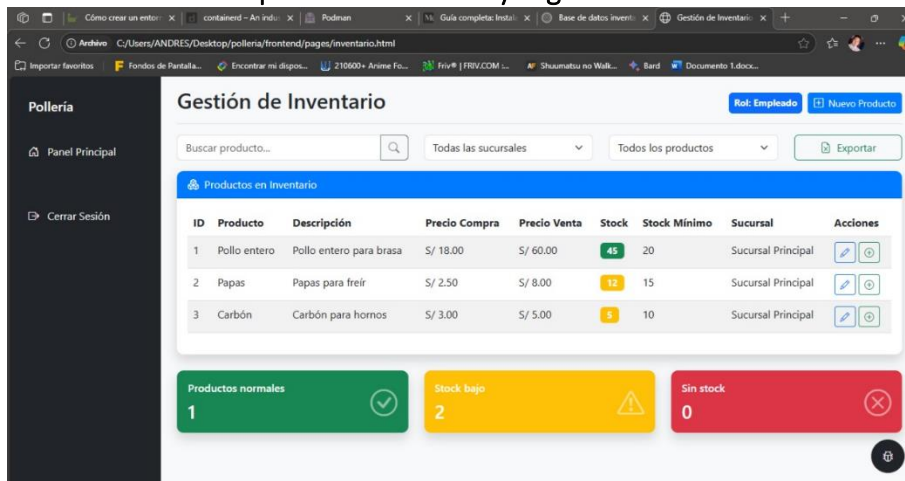 Cómo crear un entorn
containerd – An indus
Podman
Guía completa: Instala
Base de datos inventa
Gestión de Inventario
Archivo C:/Users/ANDRES/Desktop/polleria/frontend/pages/inventario.html
Importar favoritos
Fondos de Pantalla...
Encontrar mi dispos...
210600+ Anime Fo...
Friv® | FRIV.COM :...
Shuumatsu no Walk...
Bard
Documento 1.docx...
Pollería
Panel Principal
Cerrar Sesión
Gestión de Inventario
Rol: Empleado
Nuevo Producto
Buscar producto...
Todas las sucursales
Todos los productos
Exportar
Productos en Inventario
ID Producto Descripción Precio Compra Precio Venta Stock Stock Mínimo Sucursal Acciones
1 Pollo entero Pollo entero para brasa S/ 18.00 S/ 60.00 45 20 Sucursal Principal
2 Papas Papas para freír S/ 2.50 S/ 8.00 12 15 Sucursal Principal
3 Carbón Carbón para hornos S/ 3.00 S/ 5.00 5 10 Sucursal Principal
Productos normales
1
Stock bajo
2
Sin stock
0